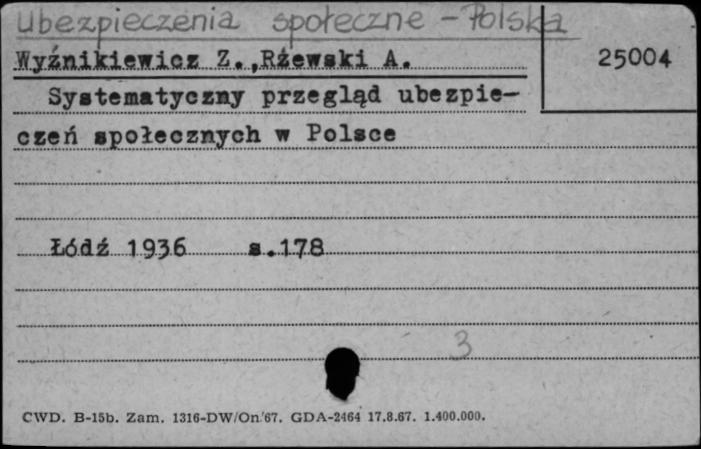 Ubezpieczenia społeczne - Polska
Wyźnikiewicz Z.,Rżewski A.
25004
Systematyczny przegląd ubezpie-
czeń społecznych w Polsce
Łódź 1936 s.178
3
CWD. B-15b. Zam. 1316-DW/On/67. GDA-2464 17.8.67. 1.400.000.